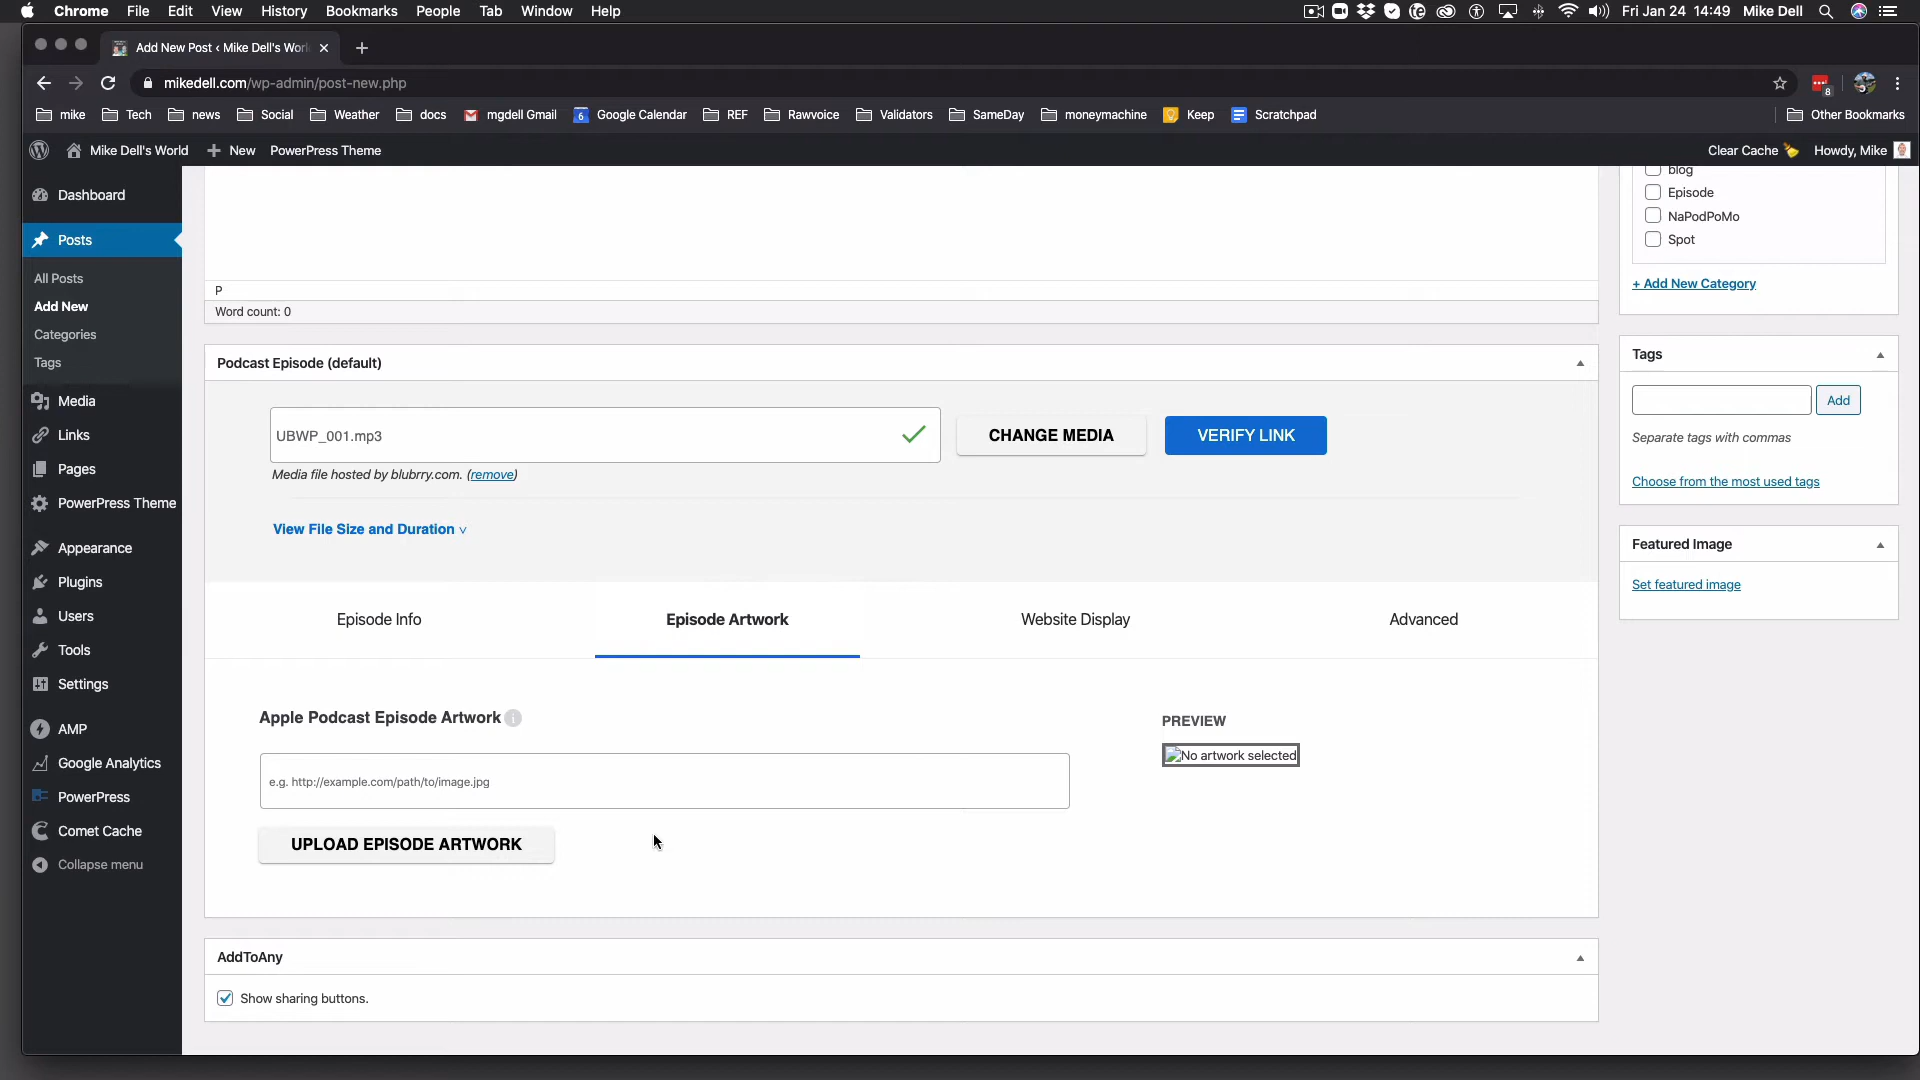 Chrome File Edit View History Bookmarks People Tab Window Help Fri Jan 24 14:49 Mike Dell
Add New Post ‹ Mike Dell's Worl
mikedell.com/wp-admin/post-new.php 8
mike Tech news Social Weather docs mgdell Gmail 6 Google Calendar REF Rawvoice Validators SameDay moneymachine Keep Scratchpad Other Bookmarks
Mike Dell's World + New PowerPress Theme Clear Cache Howdy, Mike
Dashboard
Posts
All Posts
Add New
Categories
Tags
Media
Links
Pages
PowerPress Theme
Appearance
Plugins
Users
Tools
Settings
AMP
Google Analytics
PowerPress
Comet Cache
Collapse menu
P
Word count: 0
Podcast Episode (default)
UBWP_001.mp3
CHANGE MEDIA
VERIFY LINK
Media file hosted by blubrry.com. (remove)
View File Size and Duration
Episode Info
Episode Artwork
Website Display
Advanced
Apple Podcast Episode Artwork i
e.g. http://example.com/path/to/image.jpg
UPLOAD EPISODE ARTWORK
PREVIEW
No artwork selected
AddToAny
Show sharing buttons.
blog
Episode
NaPodPoMo
Spot
+ Add New Category
Tags
Add
Separate tags with commas
Choose from the most used tags
Featured Image
Set featured image